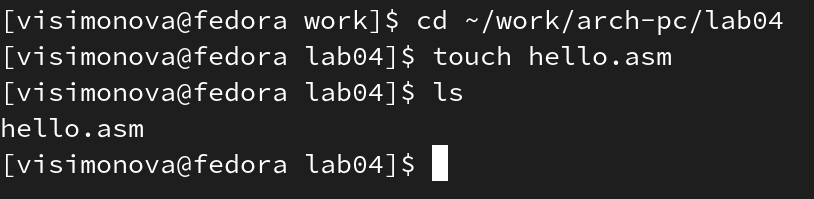 [visimonova@fedora work]$ cd ~/work/arch-pc/lab04
[visimonova@fedora lab04]$ touch hello.asm
[visimonova@fedora lab04]$ ls
hello.asm
[visimonova@fedora lab04]$